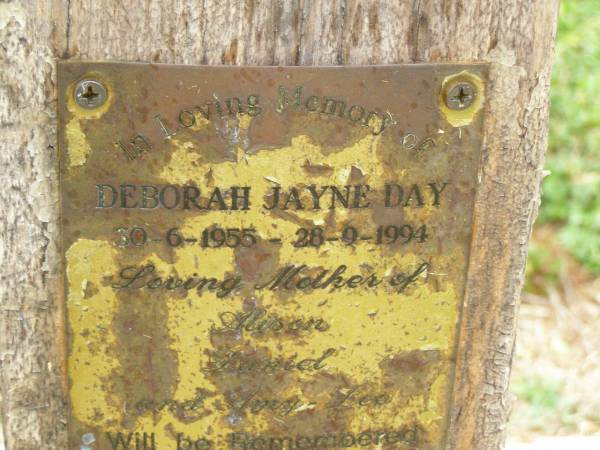 In Loving Memory of
DEBORAH JAYNE DAY
30-6-1955 - 28-9-1994
Loving Mother of
Alison
Daniel
and Amy-Lee
Will be Remembered